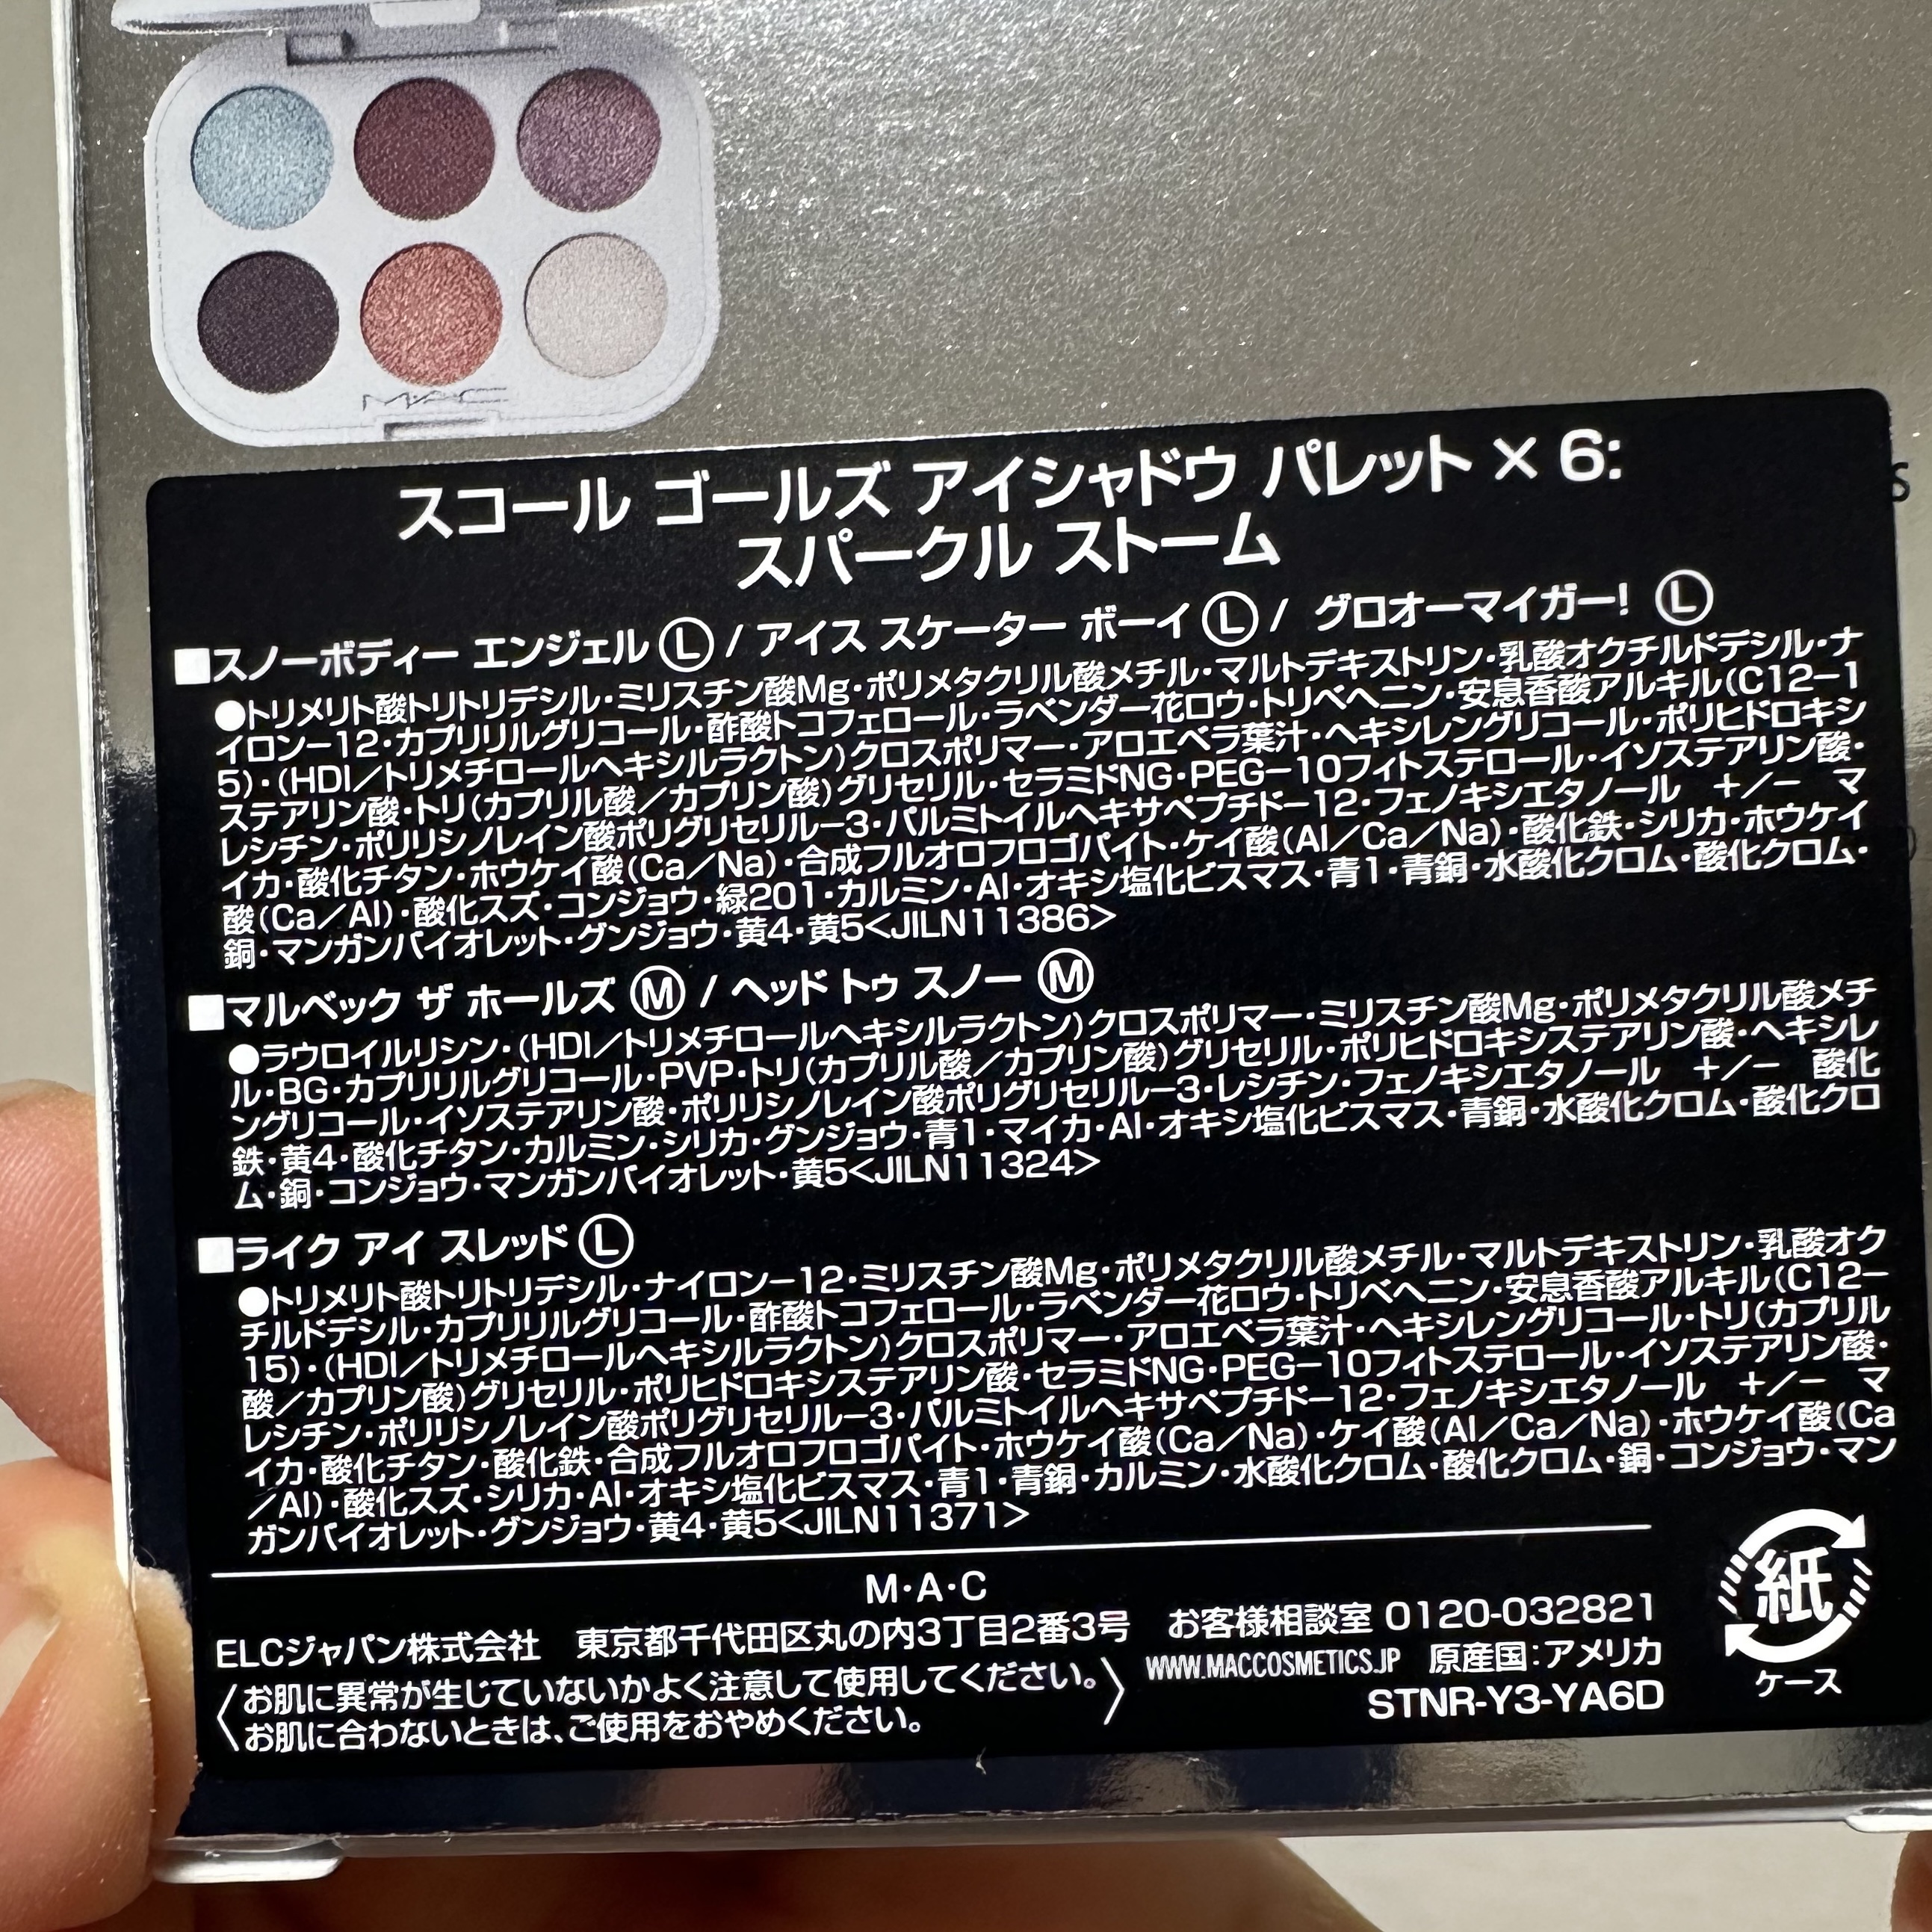 MAC
スコール ゴールズ アイシャドウ パレット × 6:
スパークル ストーム
■スノーボディー エンジェル Ⓛ / アイス スケーター ボーイ Ⓛ / グロオーマイガー! Ⓛ
●トリメリト酸トリトリデシル・ミリスチン酸Mg・ポリメタクリル酸メチル・マルトデキストリン・乳酸オクチルドデシル・ナ
イロン−12・カプリリルグリコール・酢酸トコフェロール・ラベンダー花ロウ・トリベヘニン・安息香酸アルキル(C12−1
5)・(HDI/トリメチロールヘキシルラクトン)クロスポリマー・アロエベラ葉汁・ヘキシレングリコール・ポリヒドロキシ
ステアリン酸・トリ(カプリル酸/カプリン酸)グリセリル・セラミドNG・PEG−10フィトステロール・イソステアリン酸・
レシチン・ポリリシノレイン酸ポリグリセリル−3・パルミトイルヘキサペプチド−12・フェノキシエタノール +/− マ
イカ・酸化チタン・ホウケイ酸(Ca/Na)・合成フルオロフロゴパイト・ケイ酸(Al/Ca/Na)・酸化鉄・シリカ・ホウケイ
酸(Ca/Al)・酸化スズ・コンジョウ・緑201・カルミン・Al・オキシ塩化ビスマス・青1・青銅・水酸化クロム・酸化クロム・
銅・マンガンバイオレット・グンジョウ・黄4・黄5<JILN11386>
■マルベック ザ ホールズ Ⓜ / ヘッド トゥ スノー Ⓜ
●ラウロイルリシン・(HDI/トリメチロールヘキシルラクトン)クロスポリマー・ミリスチン酸Mg・ポリメタクリル酸メチ
ル・BG・カプリリルグリコール・PVP・トリ(カプリル酸/カプリン酸)グリセリル・ポリヒドロキシステアリン酸・ヘキシレ
ングリコール・イソステアリン酸・ポリリシノレイン酸ポリグリセリル−3・レシチン・フェノキシエタノール +/− 酸化
鉄・黄4・酸化チタン・カルミン・シリカ・グンジョウ・青1・マイカ・Al・オキシ塩化ビスマス・青銅・水酸化クロム・酸化クロ
ム・銅・コンジョウ・マンガンバイオレット・黄5<JILN11324>
■ライク アイ スレッド Ⓛ
●トリメリト酸トリトリデシル・ナイロン−12・ミリスチン酸Mg・ポリメタクリル酸メチル・マルトデキストリン・乳酸オク
チルドデシル・カプリリルグリコール・酢酸トコフェロール・ラベンダー花ロウ・トリベヘニン・安息香酸アルキル(C12−
15)・(HDI/トリメチロールヘキシルラクトン)クロスポリマー・アロエベラ葉汁・ヘキシレングリコール・トリ(カプリル
酸/カプリン酸)グリセリル・ポリヒドロキシステアリン酸・セラミドNG・PEG−10フィトステロール・イソステアリン酸・
レシチン・ポリリシノレイン酸ポリグリセリル−3・パルミトイルヘキサペプチド−12・フェノキシエタノール +/− マ
イカ・酸化チタン・酸化鉄・合成フルオロフロゴパイト・ホウケイ酸(Ca/Na)・ケイ酸(Al/Ca/Na)・ホウケイ酸(Ca
/Al)・酸化スズ・シリカ・Al・オキシ塩化ビスマス・青1・青銅・カルミン・水酸化クロム・酸化クロム・銅・コンジョウ・マン
ガンバイオレット・グンジョウ・黄4・黄5<JILN11371>
M・A・C
ELCジャパン株式会社 東京都千代田区丸の内3丁目2番3号 お客様相談室 0120-032821
〈お肌に異常が生じていないかよく注意して使用してください。
お肌に合わないときは、ご使用をおやめください。〉
WWW.MACCOSMETICS.JP 原産国:アメリカ
STNR-Y3-YA6D
紙
ケース